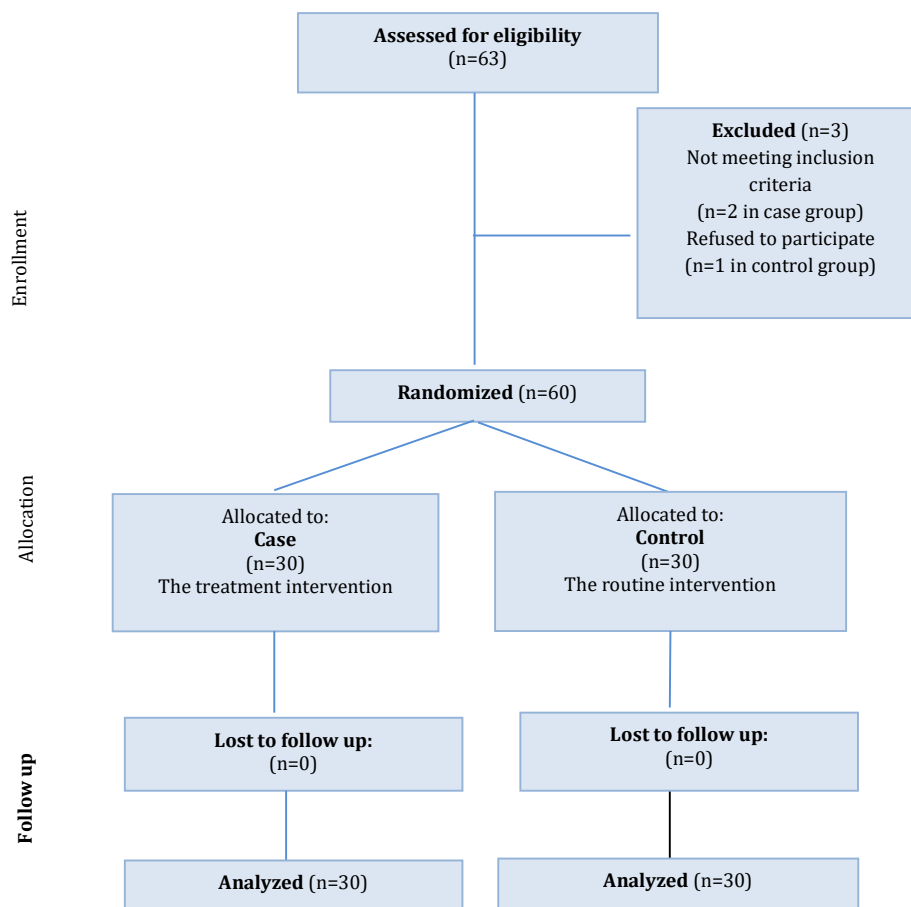 Assessed for eligibility
(n=63)
Excluded (n=3)
Not meeting inclusion
criteria
(n=2 in case group)
Refused to participate
(n=1 in control group)
Enrollment
Randomized (n=60)
Allocation
Allocated to:
Case
(n=30)
The treatment intervention
Allocated to:
Control
(n=30)
The routine intervention
Follow up
Lost to follow up:
(n=0)
Lost to follow up:
(n=0)
Analyzed (n=30)
Analyzed (n=30)